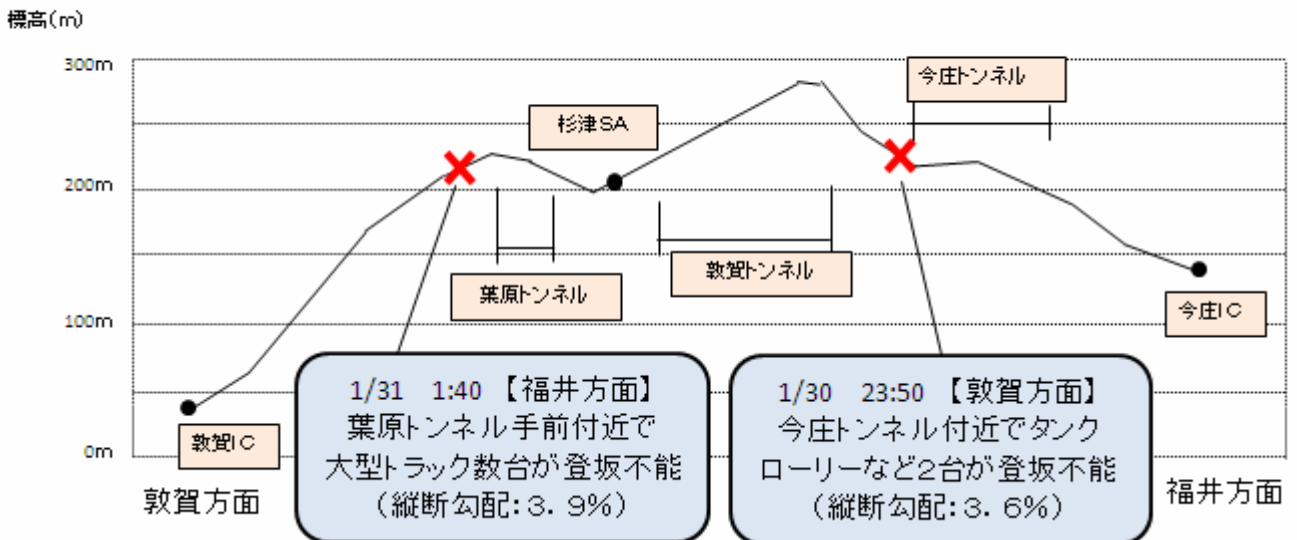 標高(m)
300m
今庄トンネル
杉津SA
200m
敦賀トンネル
葉原トンネル
今庄IC
100m
1/31　1:40 【福井方面】
葉原トンネル手前付近で
大型トラック数台が登坂不能
（縦断勾配：３．９％）
1/30　23:50 【敦賀方面】
今庄トンネル付近でタンク
ローリーなど２台が登坂不能
（縦断勾配：３．６％）
敦賀IC
0m
敦賀方面
福井方面